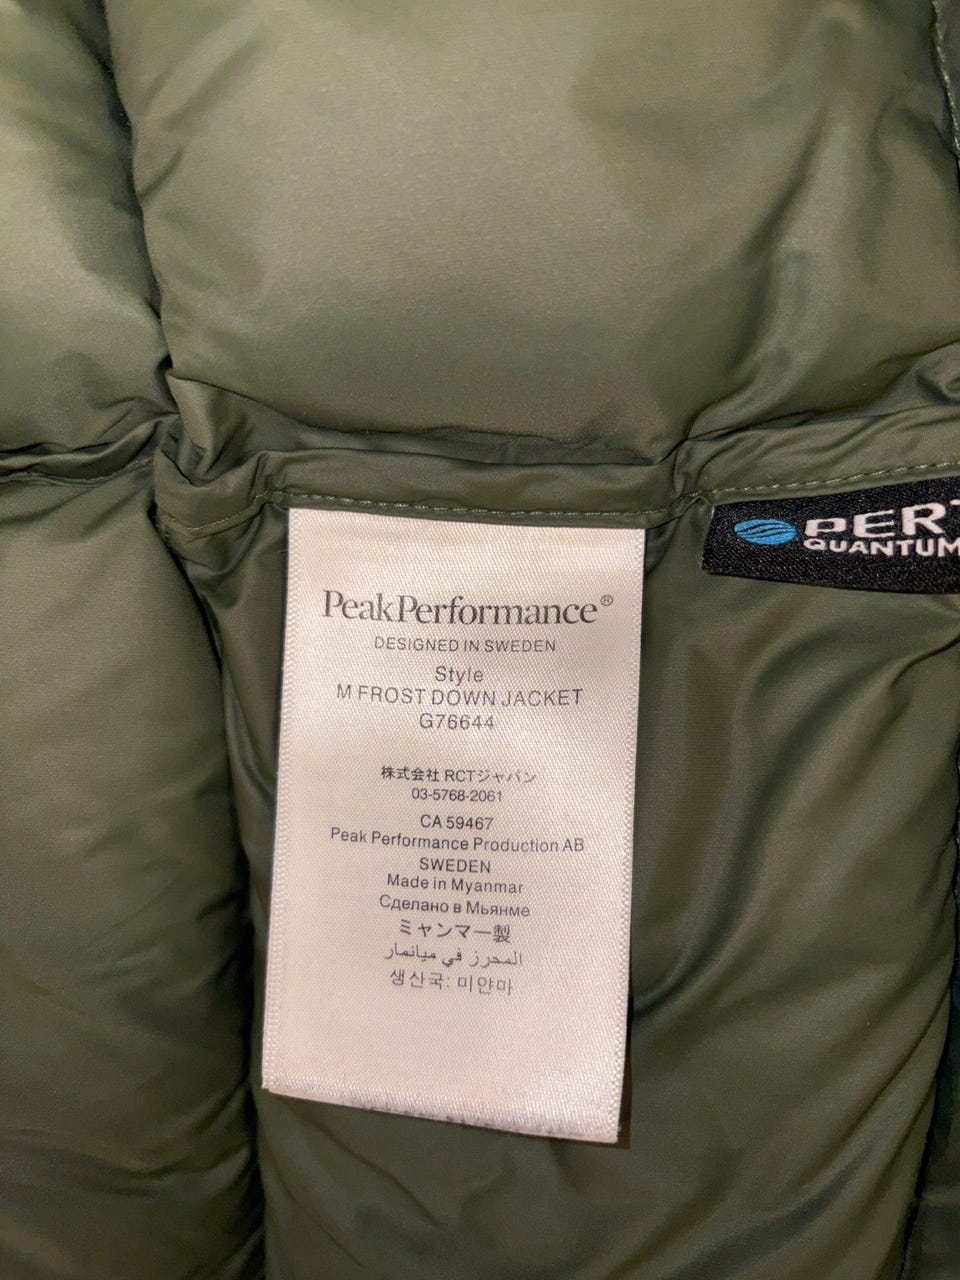 PeakPerformance®
DESIGNED IN SWEDEN
Style
M FROST DOWN JACKET
G76644
株式会社 RCTジャパン
03-5768-2061
CA 59467
Peak Performance Production AB
SWEDEN
Made in Myanmar
Сделано в Мьянме
ミャンマー製
المحرز في ميانمار
생산국: 미얀마
PERT
QUANTUM